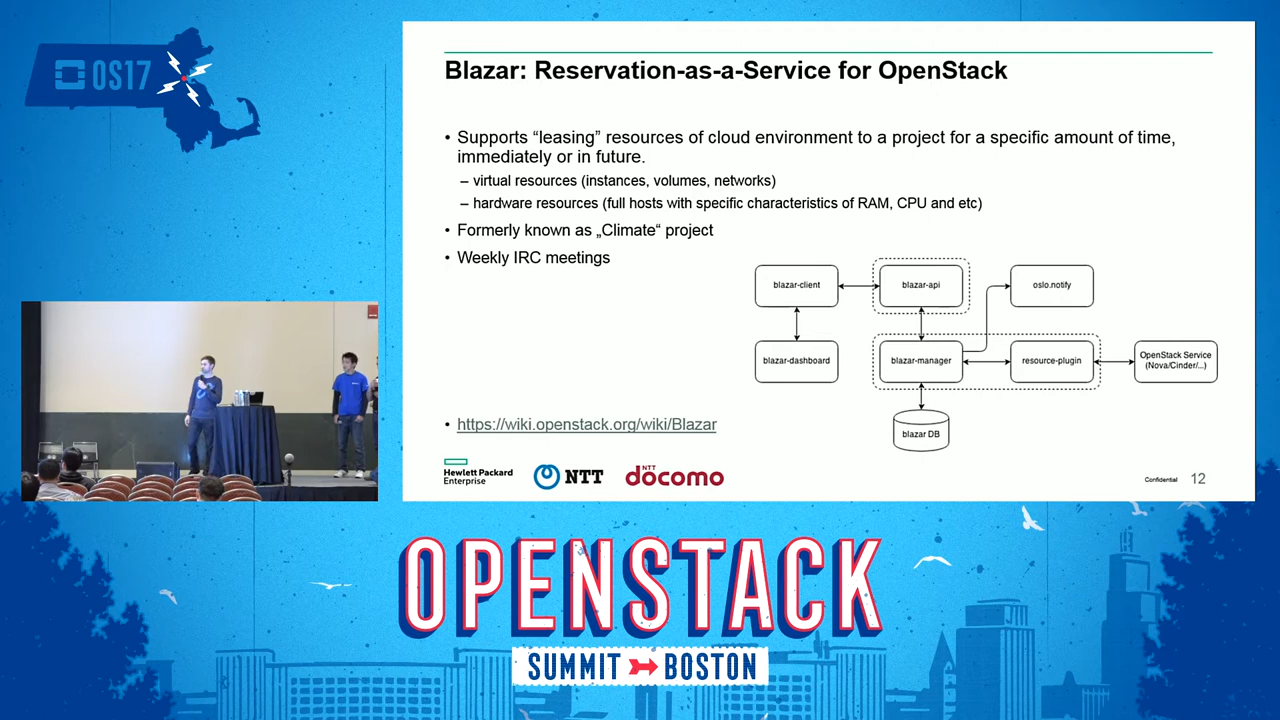 OS17
Blazar: Reservation-as-a-Service for OpenStack
• Supports “leasing” resources of cloud environment to a project for a specific amount of time,
immediately or in future.
– virtual resources (instances, volumes, networks)
– hardware resources (full hosts with specific characteristics of RAM, CPU and etc)
• Formerly known as „Climate“ project
• Weekly IRC meetings
blazar-client
blazar-api
oslo.notify
blazar-dashboard
blazar-manager
resource-plugin
OpenStack Service
(Nova/Cinder/...)
blazar DB
• https://wiki.openstack.org/wiki/Blazar
Hewlett Packard
Enterprise
NTT
NTT
döcomo
Confidential
12
OPENSTACK
SUMMIT BOSTON